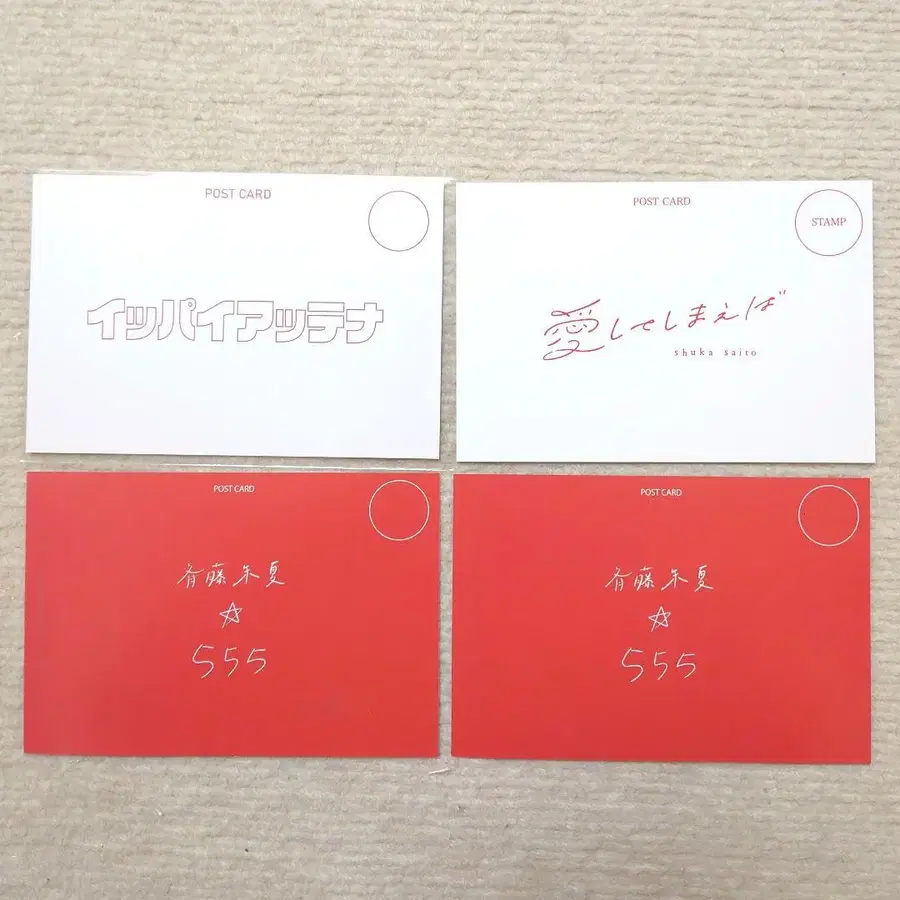 POST CARD
イッパイアッテナ
POST CARD
STAMP
愛してしまえば
shuka saito
POST CARD
斉藤朱夏
☆
555
POST CARD
斉藤朱夏
☆
555